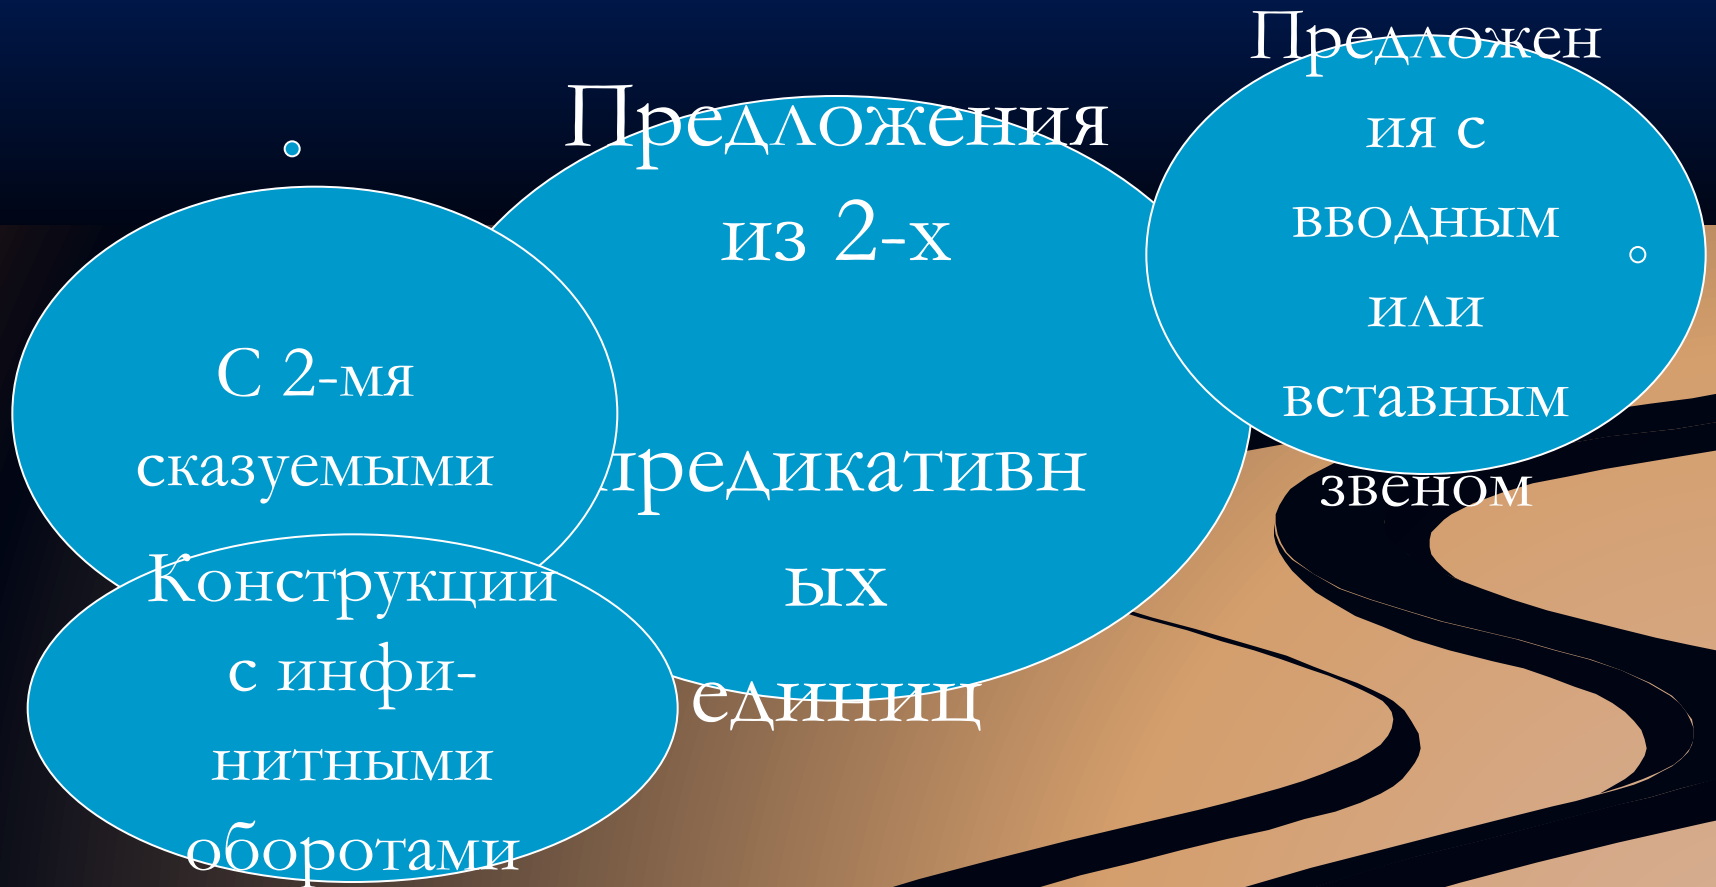 Предложения
из 2-х
предикативн
ых
единиц
С 2-мя
сказуемыми
Конструкции
с инфи-
нитными
оборотами
Предложен
ия с
вводным
или
вставным
звеном